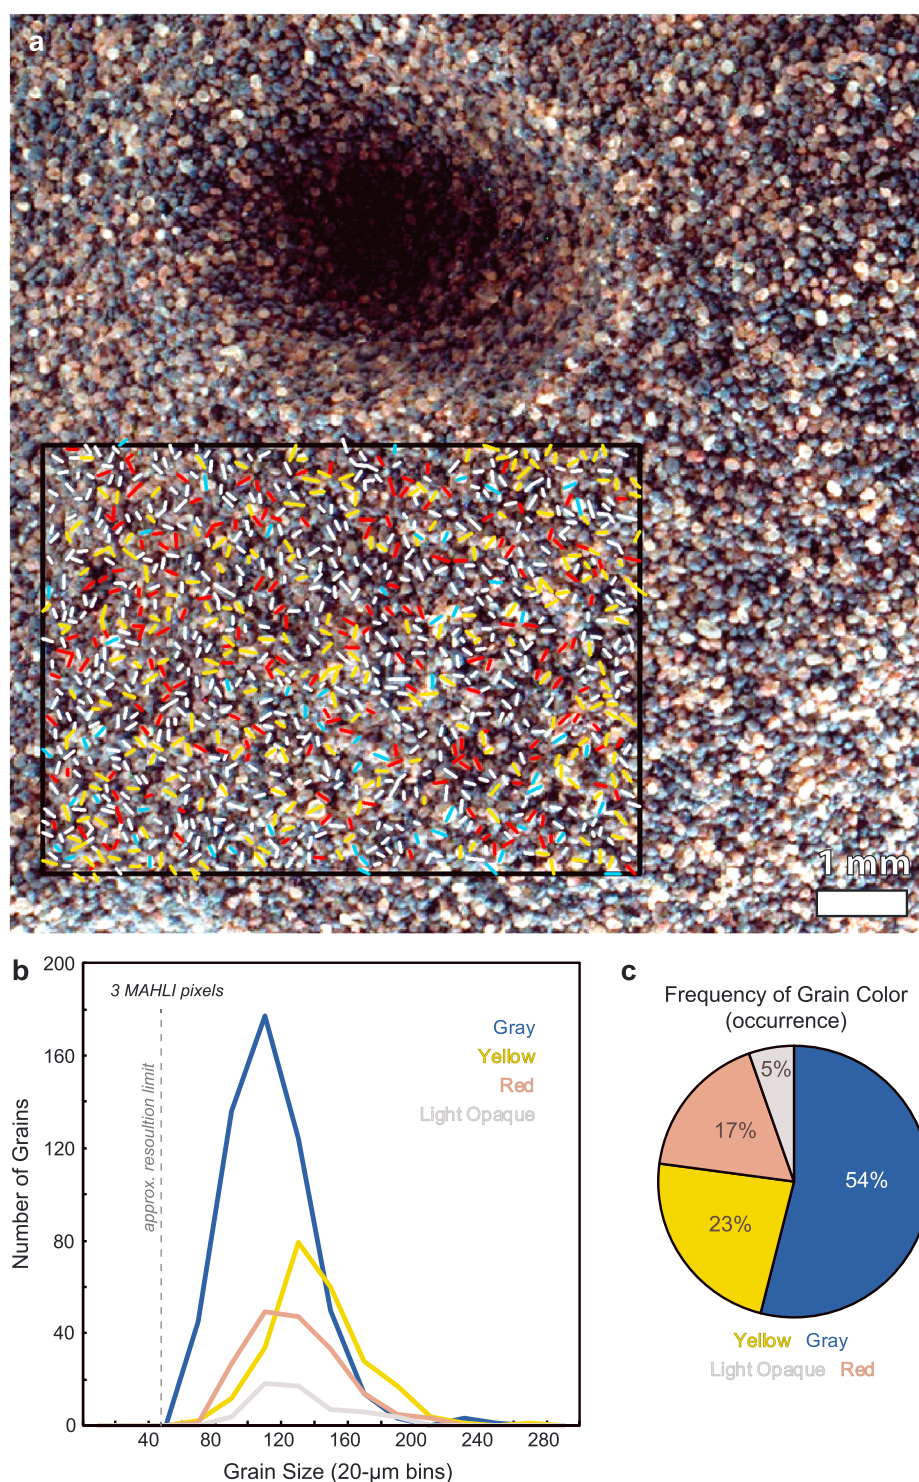 a
1 mm
b
200
160
120
80
40
0
Number of Grains
3 MAHLI pixels
approx. resoultion limit
Gray
Yellow
Red
Light Opaque
40 80 120 160 200 240 280
Grain Size (20-µm bins)
c
Frequency of Grain Color
(occurrence)
5%
17%
54%
23%
Yellow Gray
Light Opaque Red